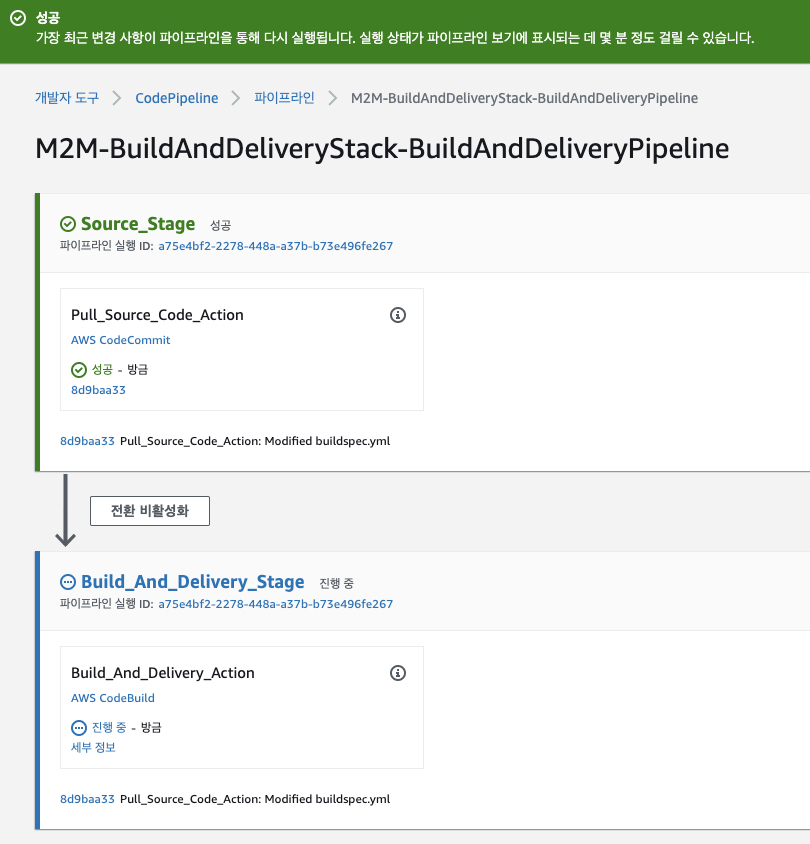 성공
가장 최근 변경 사항이 파이프라인을 통해 다시 실행됩니다. 실행 상태가 파이프라인 보기에 표시되는 데 몇 분 정도 걸릴 수 있습니다.
개발자 도구 > CodePipeline > 파이프라인 > M2M-BuildAndDeliveryStack-BuildAndDeliveryPipeline
M2M-BuildAndDeliveryStack-BuildAndDeliveryPipeline
Source_Stage 성공
파이프라인 실행 ID: a75e4bf2-2278-448a-a37b-b73e496fe267
Pull_Source_Code_Action
AWS CodeCommit
성공 - 방금
8d9baa33
8d9baa33 Pull_Source_Code_Action: Modified buildspec.yml
전환 비활성화
Build_And_Delivery_Stage 진행 중
파이프라인 실행 ID: a75e4bf2-2278-448a-a37b-b73e496fe267
Build_And_Delivery_Action
AWS CodeBuild
진행 중 - 방금
세부 정보
8d9baa33 Pull_Source_Code_Action: Modified buildspec.yml